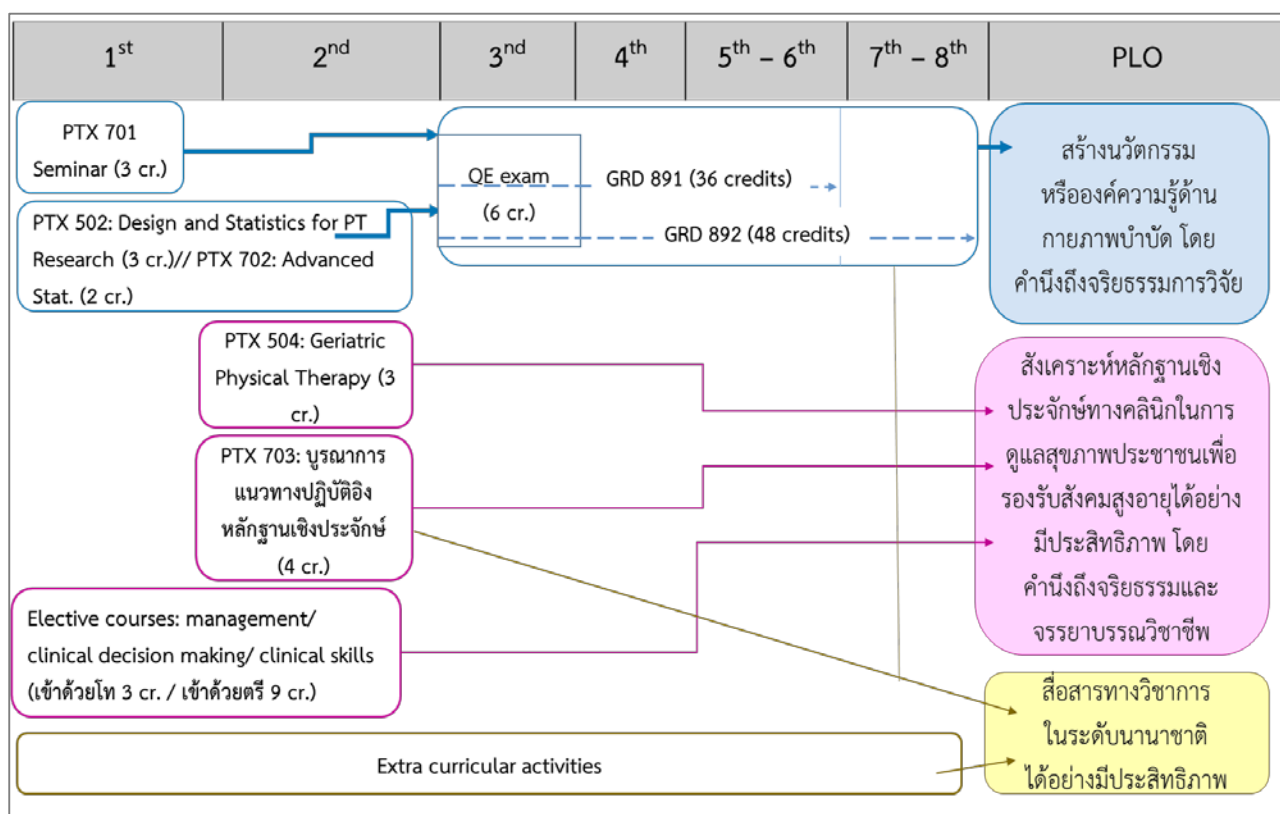 1st
2nd
3nd
4th
5th – 6th
7th – 8th
PLO
PTX 701
Seminar (3 cr.)
PTX 502: Design and Statistics for PT
Research (3 cr.)// PTX 702: Advanced
Stat. (2 cr.)
QE exam
(6 cr.)
GRD 891 (36 credits)
GRD 892 (48 credits)
สร้างนวัตกรรม
หรือองค์ความรู้ด้าน
กายภาพบำบัด โดย
คำนึงถึงจริยธรรมการวิจัย
PTX 504: Geriatric
Physical Therapy (3
cr.)
PTX 703: บูรณาการ
แนวทางปฏิบัติอิง
หลักฐานเชิงประจักษ์
(4 cr.)
Elective courses: management/
clinical decision making/ clinical skills
(เข้าด้วยโท 3 cr. / เข้าด้วยตรี 9 cr.)
สังเคราะห์หลักฐานเชิง
ประจักษ์ทางคลินิกในการ
ดูแลสุขภาพประชาชนเพื่อ
รองรับสังคมสูงอายุได้อย่าง
มีประสิทธิภาพ โดย
คำนึงถึงจริยธรรมและ
จรรยาบรรณวิชาชีพ
Extra curricular activities
สื่อสารทางวิชาการ
ในระดับนานาชาติ
ได้อย่างมีประสิทธิภาพ